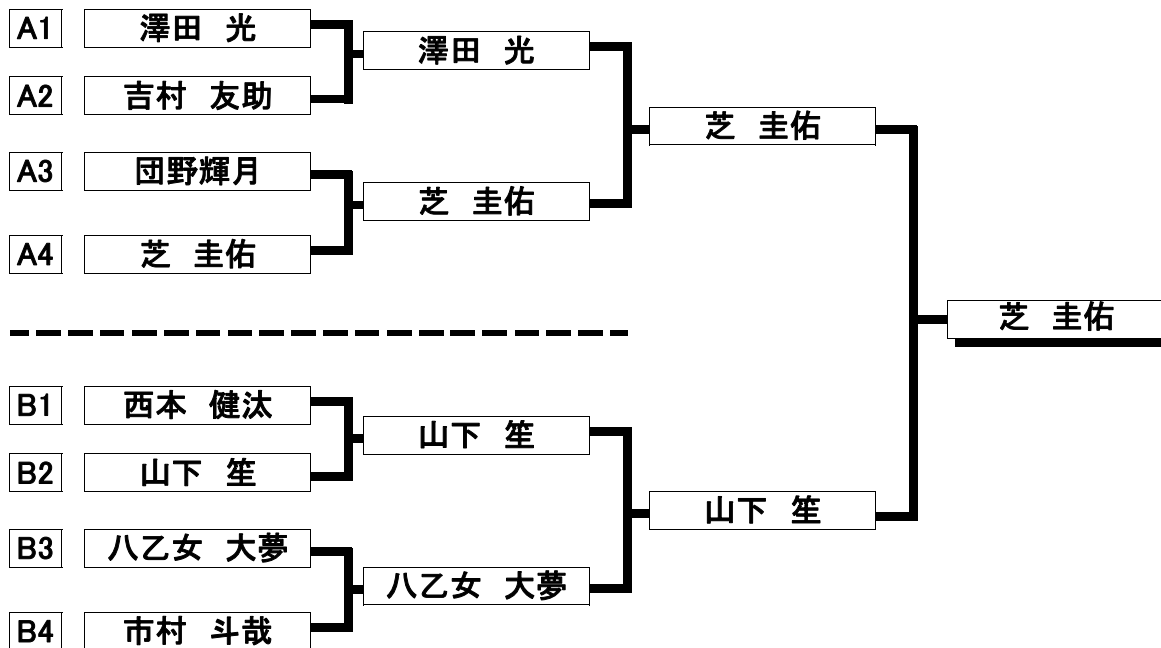 A1 澤田　光
澤田　光
A2 吉村　友助
芝　圭佑
A3 団野輝月
芝　圭佑
A4 芝　圭佑
芝　圭佑
B1 西本　健汰
山下　笙
B2 山下　笙
山下　笙
B3 八乙女　大夢
八乙女　大夢
B4 市村　斗哉